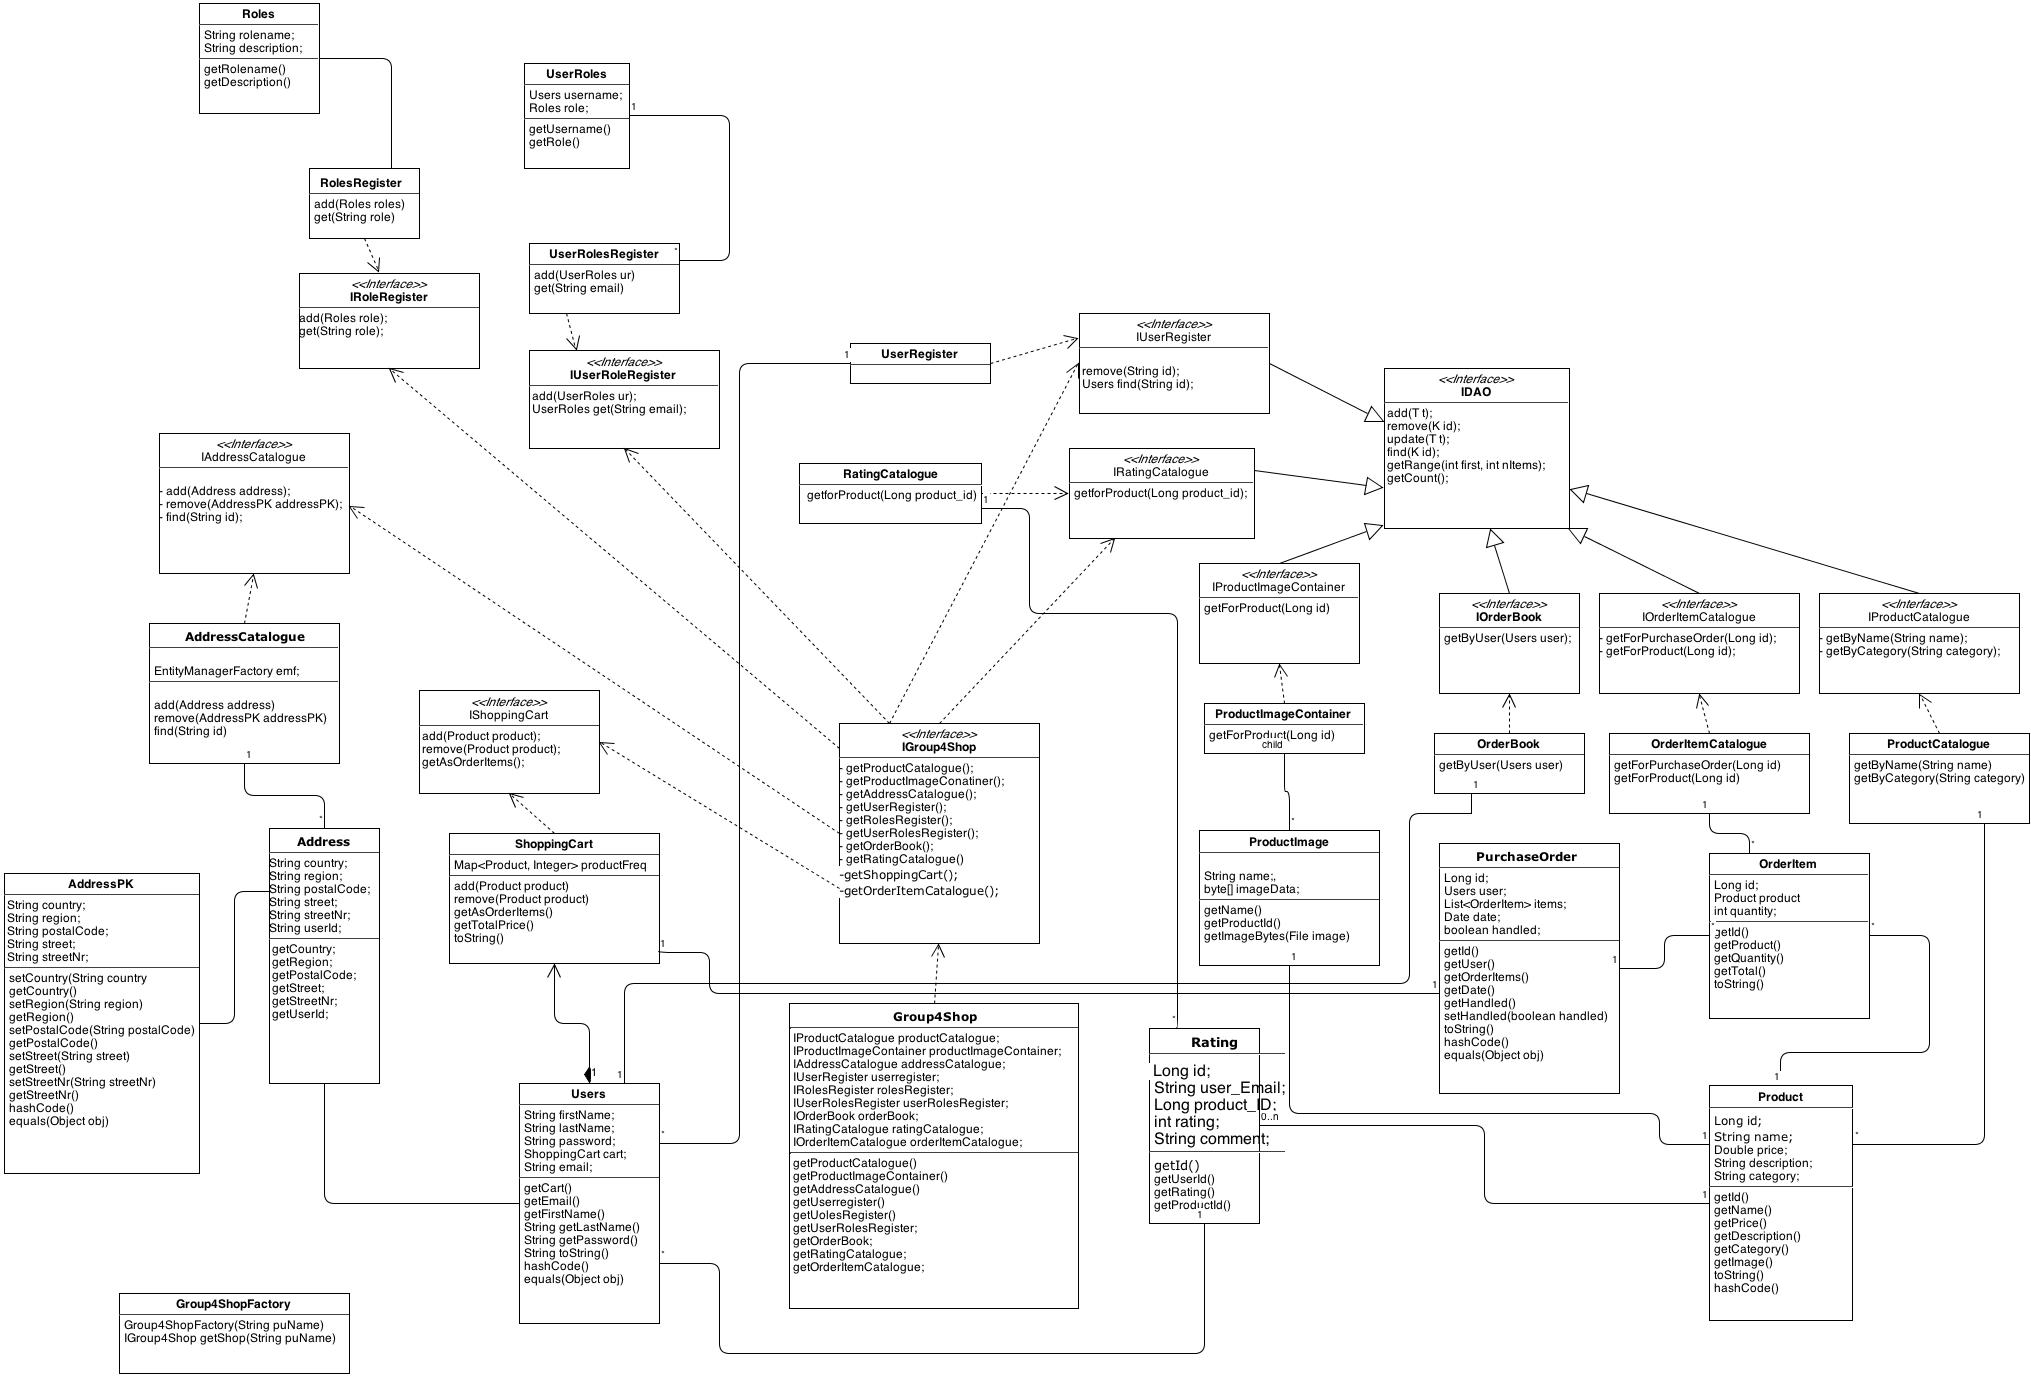 Roles
String rolename;
String description;
getRolename()
getDescription()
UserRoles
Users username;
Roles role;
getUsername()
getRole()
1
RolesRegister
add(Roles roles)
get(String role)
<<Interface>>
IRoleRegister
add(Roles role);
get(String role);
UserRolesRegister
*
add(UserRoles ur)
get(String email)
<<Interface>>
IUserRoleRegister
add(UserRoles ur);
UserRoles get(String email);
1
UserRegister
<<Interface>>
IUserRegister
remove(String id);
Users find(String id);
<<Interface>>
IDAO
add(T t);
remove(K id);
update(T t);
find(K id);
getRange(int first, int nItems);
getCount();
<<Interface>>
IAddressCatalogue
- add(Address address);
- remove(AddressPK addressPK);
- find(String id);
RatingCatalogue
getforProduct(Long product_id)
1
<<Interface>>
IRatingCatalogue
getforProduct(Long product_id);
<<Interface>>
IProductImageContainer
getForProduct(Long id)
<<Interface>>
IOrderBook
getByUser(Users user);
<<Interface>>
IOrderItemCatalogue
- getForPurchaseOrder(Long id);
- getForProduct(Long id);
<<Interface>>
IProductCatalogue
- getByName(String name);
- getByCategory(String category);
AddressCatalogue
EntityManagerFactory emf;
add(Address address)
remove(AddressPK addressPK)
find(String id)
1
<<Interface>>
IShoppingCart
add(Product product);
remove(Product product);
getAsOrderItems();
<<Interface>>
IGroup4Shop
- getProductCatalogue();
- getProductImageConatiner();
- getAddressCatalogue();
- getUserRegister();
- getRolesRegister();
- getUserRolesRegister();
- getOrderBook();
- getRatingCatalogue()
-getShoppingCart();
-getOrderItemCatalogue();
ProductImageContainer
getForProduct(Long id)
child
OrderBook
getByUser(Users user)
1
OrderItemCatalogue
getForPurchaseOrder(Long id)
getForProduct(Long id)
1
ProductCatalogue
getByName(String name)
getByCategory(String category)
1
*
Address
String country;
String region;
String postalCode;
String street;
String streetNr;
String userId;
getCountry;
getRegion;
getPostalCode;
getStreet;
getStreetNr;
getUserId;
AddressPK
String country;
String region;
String postalCode;
String street;
String streetNr;
setCountry(String country
getCountry()
setRegion(String region)
getRegion()
setPostalCode(String postalCode)
getPostalCode()
setStreet(String street)
getStreet()
setStreetNr(String streetNr)
getStreetNr()
hashCode()
equals(Object obj)
ShoppingCart
Map<Product, Integer> productFreq
add(Product product)
remove(Product product)
getAsOrderItems()
getTotalPrice()
toString()
1
*
ProductImage
String name;,
byte[] imageData;
getName()
getProductId()
getImageBytes(File image)
1
PurchaseOrder
Long id;
Users user;
List<OrderItem> items;
Date date;
boolean handled;
getId()
getUser()
getOrderItems()
getDate()
getHandled()
setHandled(boolean handled)
toString()
hashCode()
equals(Object obj)
1
1
*
OrderItem
Long id;
Product product
int quantity;
*
*
getId()
getProduct()
getQuantity()
getTotal()
toString()
Group4Shop
IProductCatalogue productCatalogue;
IProductImageContainer productImageContainer;
IAddressCatalogue addressCatalogue;
IUserRegister userregister;
IRolesRegister rolesRegister;
IUserRolesRegister userRolesRegister;
IOrderBook orderBook;
IRatingCatalogue ratingCatalogue;
IOrderItemCatalogue orderItemCatalogue;
getProductCatalogue()
getProductImageContainer()
getAddressCatalogue()
getUserregister()
getUolesRegister()
getUserRolesRegister;
getOrderBook;
getRatingCatalogue;
getOrderItemCatalogue;
*
Rating
Long id;
String user_Email;
Long product_ID;
int rating;
String comment;
0..n
getId()
getUserId()
getRating()
getProductId()
1
1
1
Users
String firstName;
String lastName;
String password;
ShoppingCart cart;
String email;
*
getCart()
getEmail()
getFirstName()
String getLastName()
String getPassword()
String toString()
hashCode()
equals(Object obj)
*
1
Product
Long id;
String name;
Double price;
String description;
String category;
1
*
1
getId()
getName()
getPrice()
getDescription()
getCategory()
getImage()
toString()
hashCode()
Group4ShopFactory
Group4ShopFactory(String puName)
IGroup4Shop getShop(String puName)